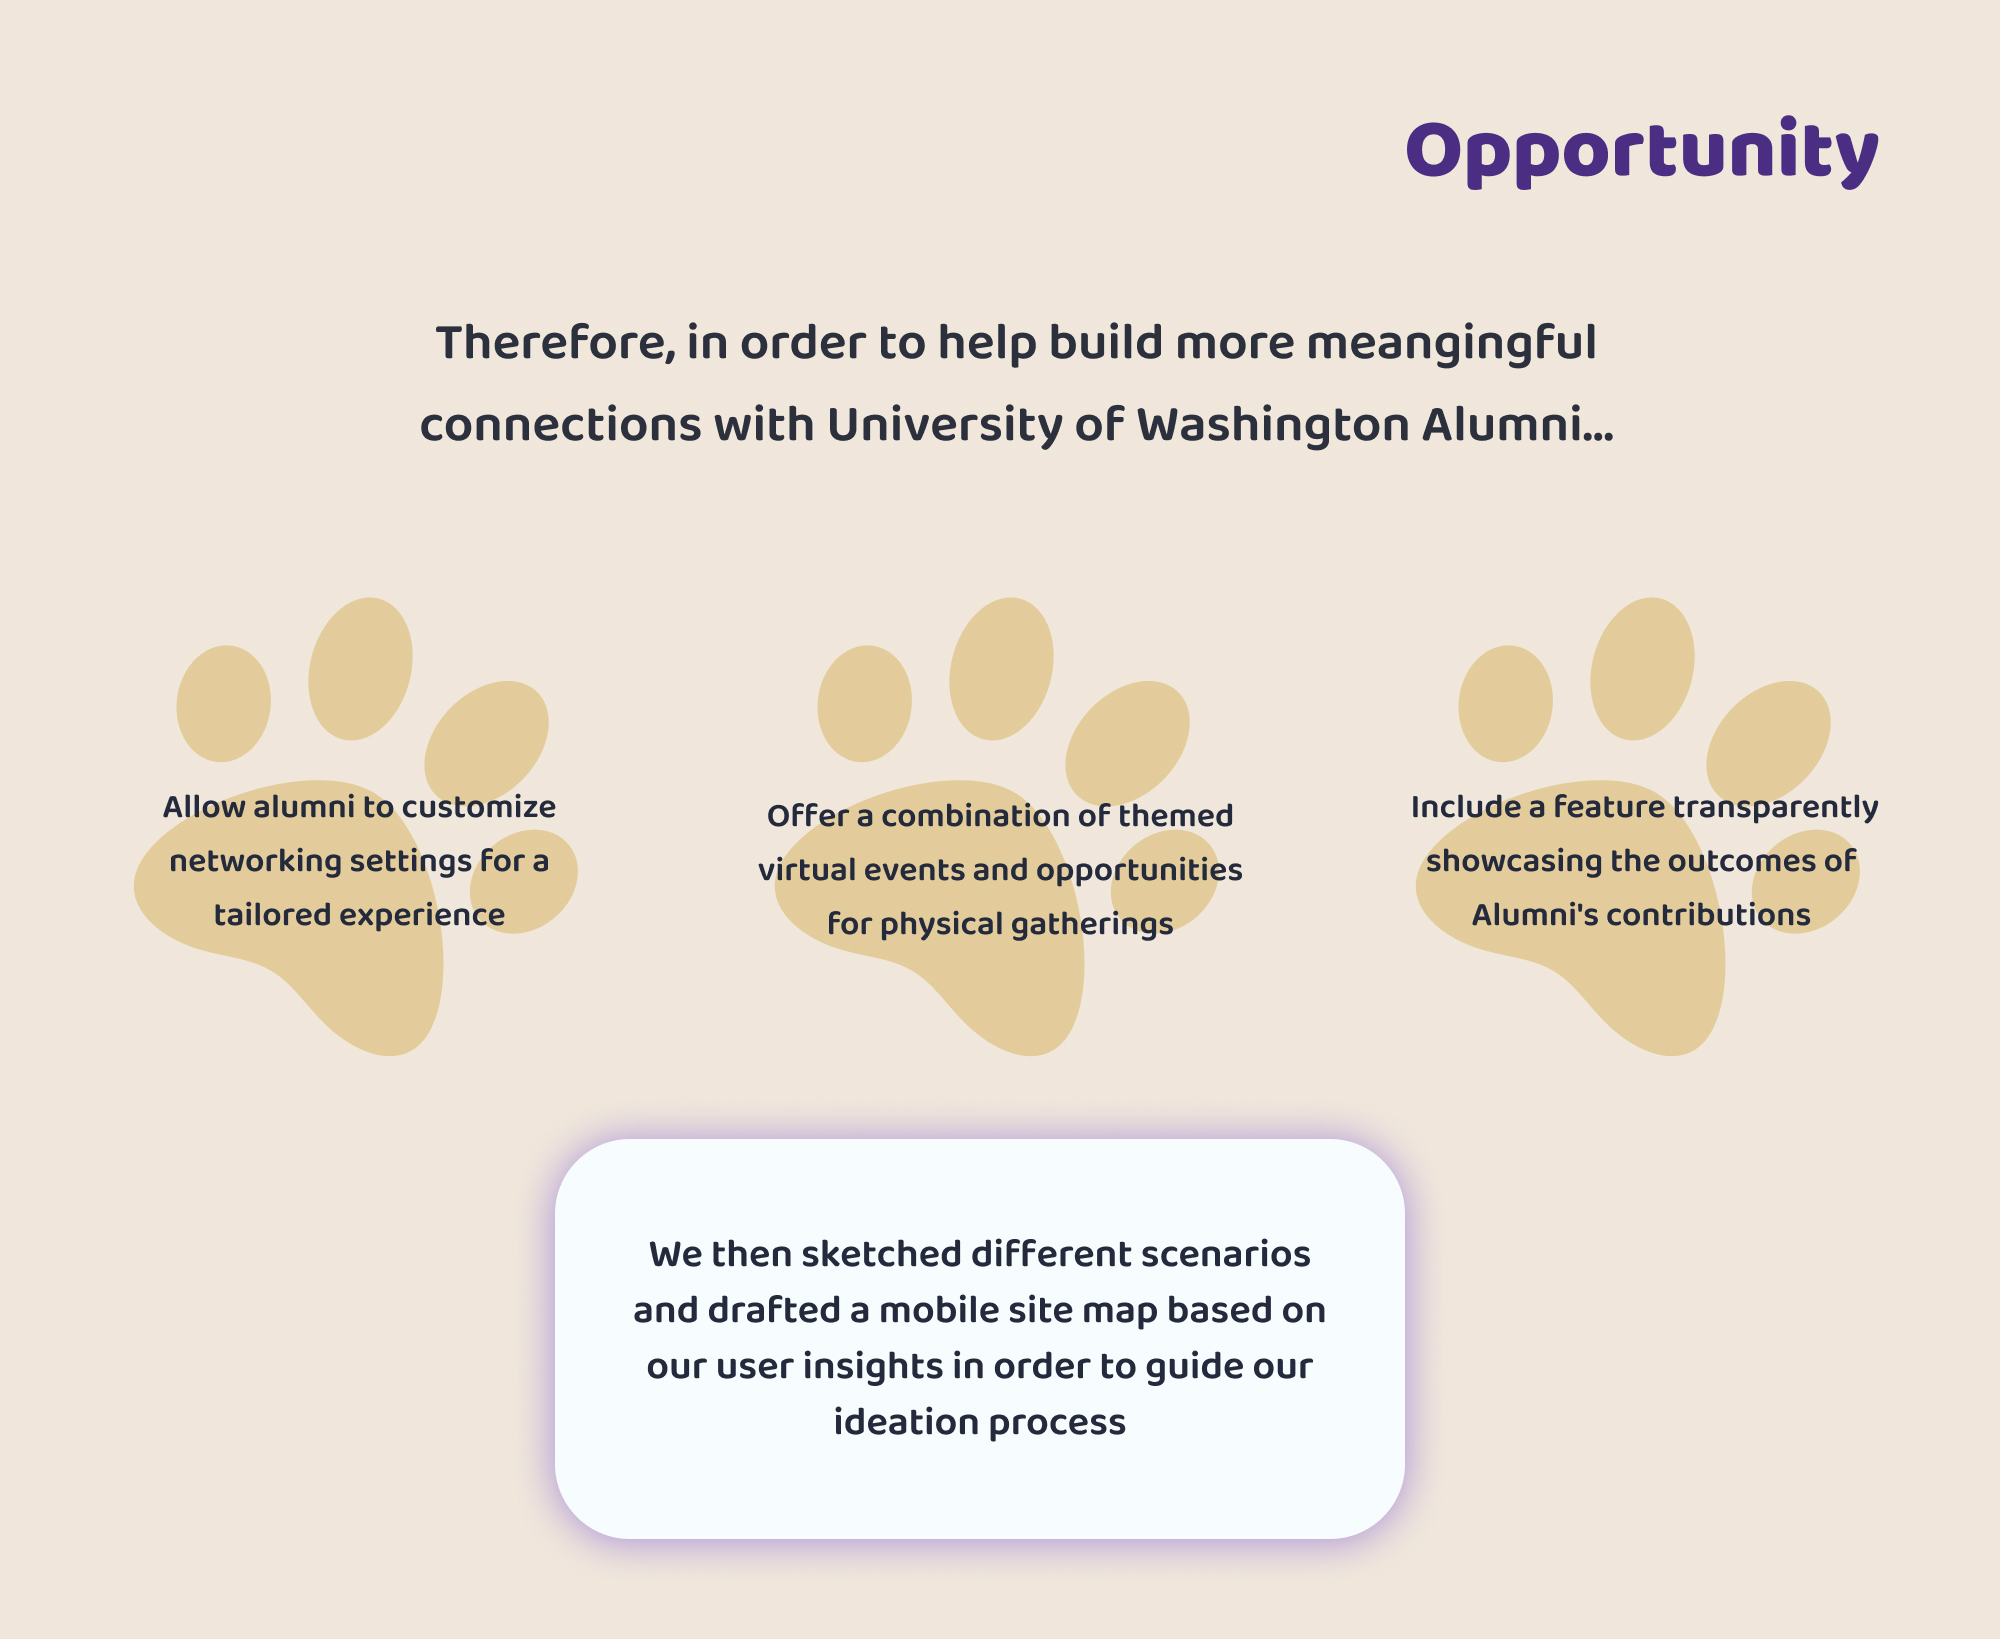 Opportunity
Therefore, in order to help build more meangingful
connections with University of Washington Alumni...
Allow alumni to customize
networking settings for a
tailored experience
Offer a combination of themed
virtual events and opportunities
for physical gatherings
Include a feature transparently
showcasing the outcomes of
Alumni's contributions
We then sketched different scenarios
and drafted a mobile site map based on
our user insights in order to guide our
ideation process